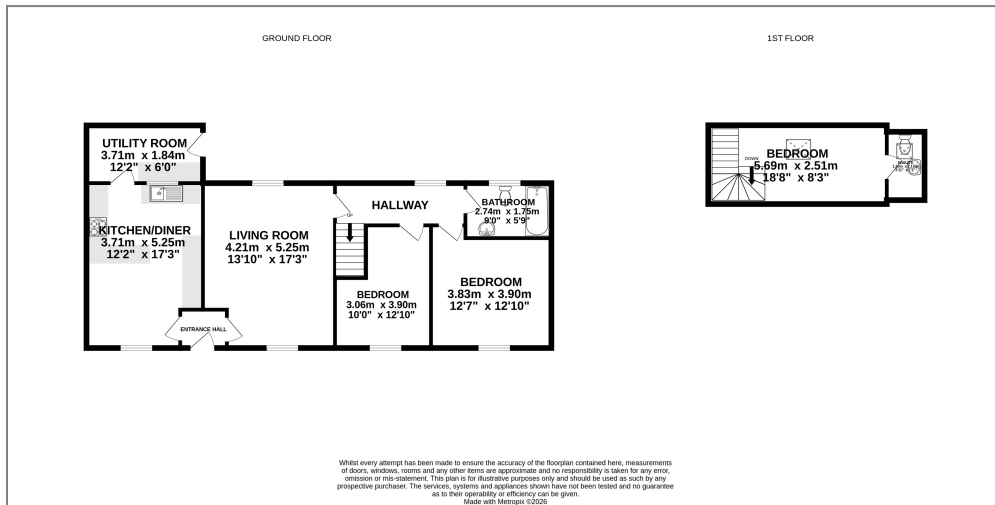 GROUND FLOOR
1ST FLOOR
UTILITY ROOM
3.71m x 1.84m
12'2" x 6'0"
KITCHEN/DINER
3.71m x 5.25m
12'2" x 17'3"
LIVING ROOM
4.21m x 5.25m
13'10" x 17'3"
ENTRANCE HALL
HALLWAY
BATHROOM
2.74m x 1.75m
9'0" x 5'9"
BEDROOM
3.06m x 3.90m
10'0" x 12'10"
BEDROOM
3.83m x 3.90m
12'7" x 12'10"
DOWN
BEDROOM
5.69m x 2.51m
18'8" x 8'3"
Whilst every attempt has been made to ensure the accuracy of the floorplan contained here, measurements
of doors, windows, rooms and any other items are approximate and no responsibility is taken for any error,
omission or mis-statement. This plan is for illustrative purposes only and should be used as such by any
prospective purchaser. The services, systems and appliances shown have not been tested and no guarantee
as to their operability or efficiency can be given.
Made with Metropix ©2026